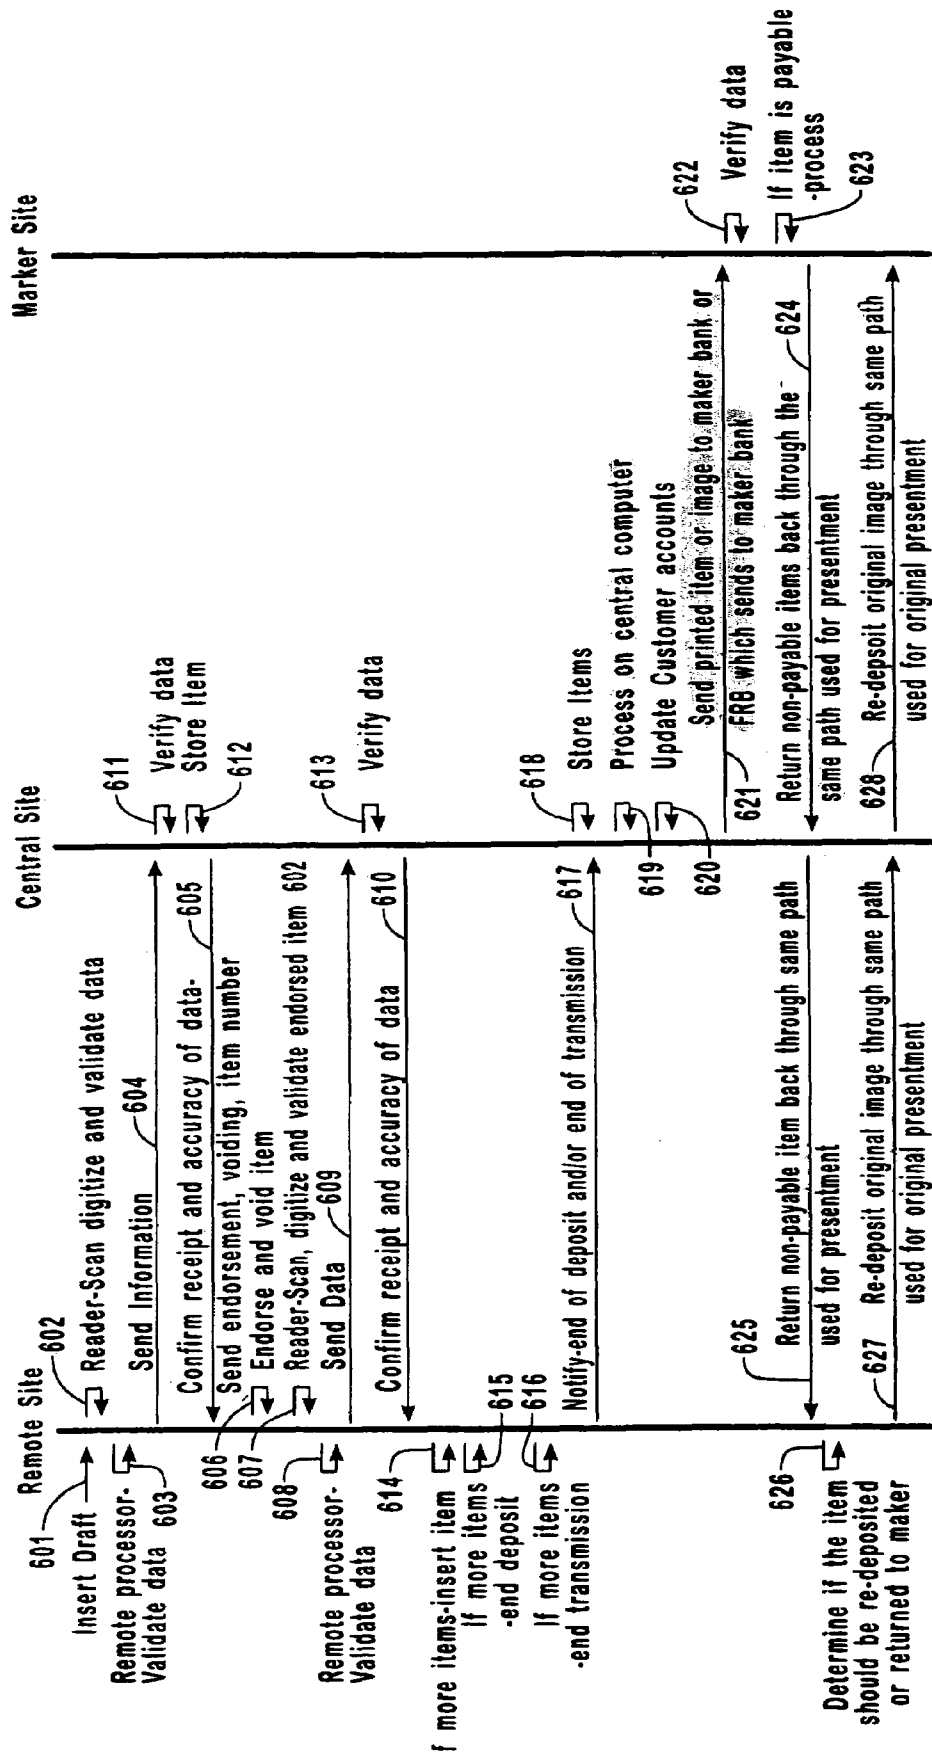 Remote Site
Central Site
Marker Site
601
Insert Draft
602
Reader-Scan digitize and validate data
Remote processor-
Validate data
603
604
Send Information
611
Verify data
Store Item
612
605
Confirm receipt and accuracy of data-
Send endorsement, voiding, item number
606
Endorse and void item
607
Reader-Scan, digitize and validate endorsed item 602
608
Remote processor-
Validate data
Send Data
609
613
Verify data
610
Confirm receipt and accuracy of data
614
f more items-insert item
If more items
-end deposit
615
616
If more items
-end transmission
Notify-end of deposit and/or end of transmission
617
618
Store Items
Process on central computer
619
Update Customer accounts
620
Send printed item or image to maker bank or
FRB which sends to maker bank
621
622
Verify data
If item is payable
-process
623
Return non-payable items back through the
same path used for presentment
624
625
Return non-payable item back through same path
used for presentment
626
Determine if the item
should be re-deposited
or returned to maker
627
Re-deposit original image through same path
used for original presentment
628
Re-depsoit original image through same path
used for original presentment